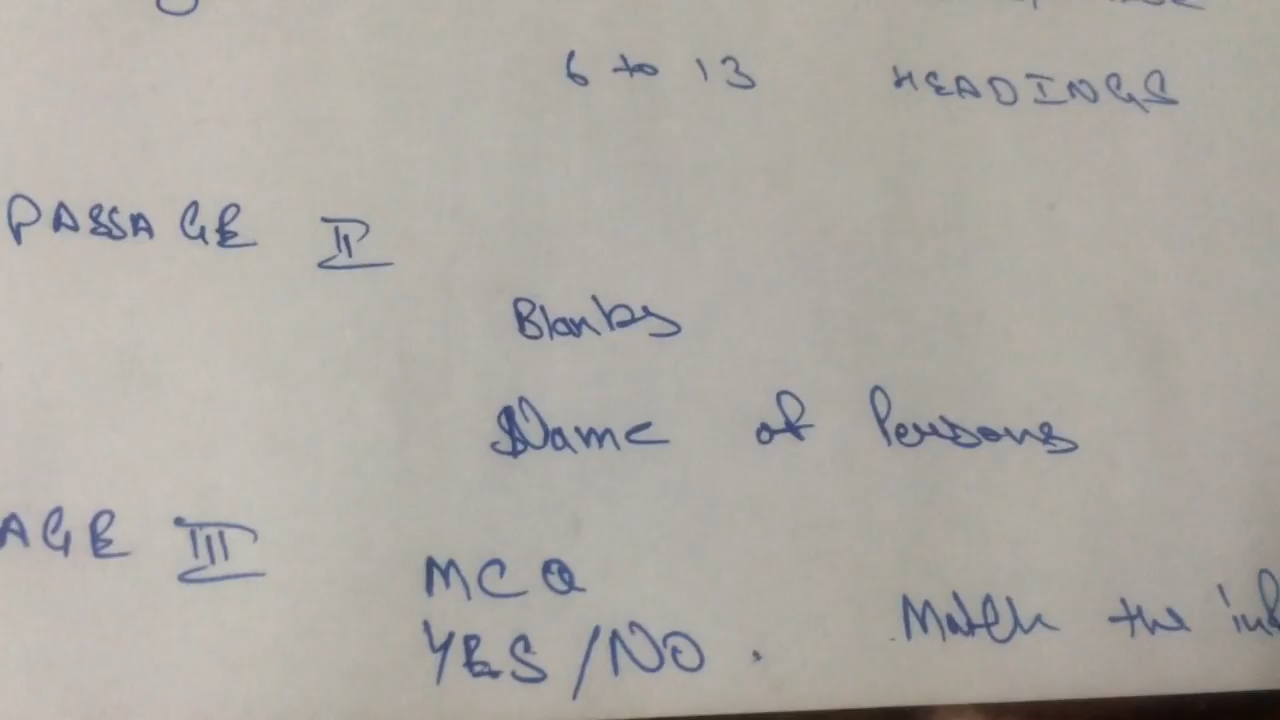 6 to 13 HEADINGS
PASSAGE II
Blanks
Name of Persons
AGE III
MCQ
YES/NO. Match the